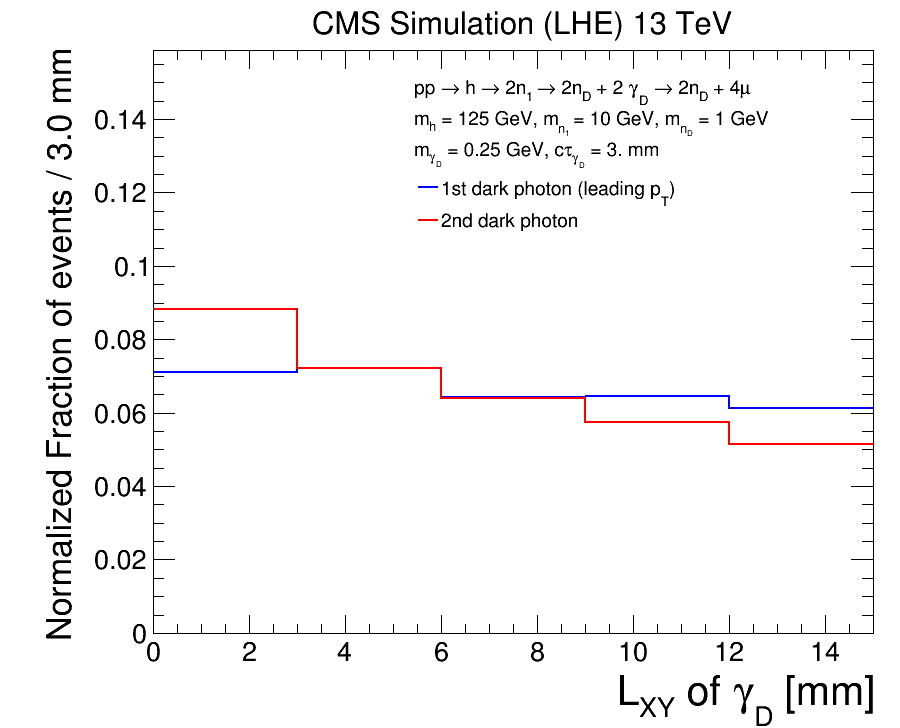 CMS Simulation (LHE) 13 TeV
Normalized Fraction of events / 3.0 mm
pp → h → 2n1 → 2nD + 2 γD → 2nD + 4μ
mh = 125 GeV, mn1 = 10 GeV, mnD = 1 GeV
mγD = 0.25 GeV, cτγD = 3. mm
1st dark photon (leading pT)
2nd dark photon
0.14
0.12
0.1
0.08
0.06
0.04
0.02
0
0 2 4 6 8 10 12 14
LXY of γD [mm]